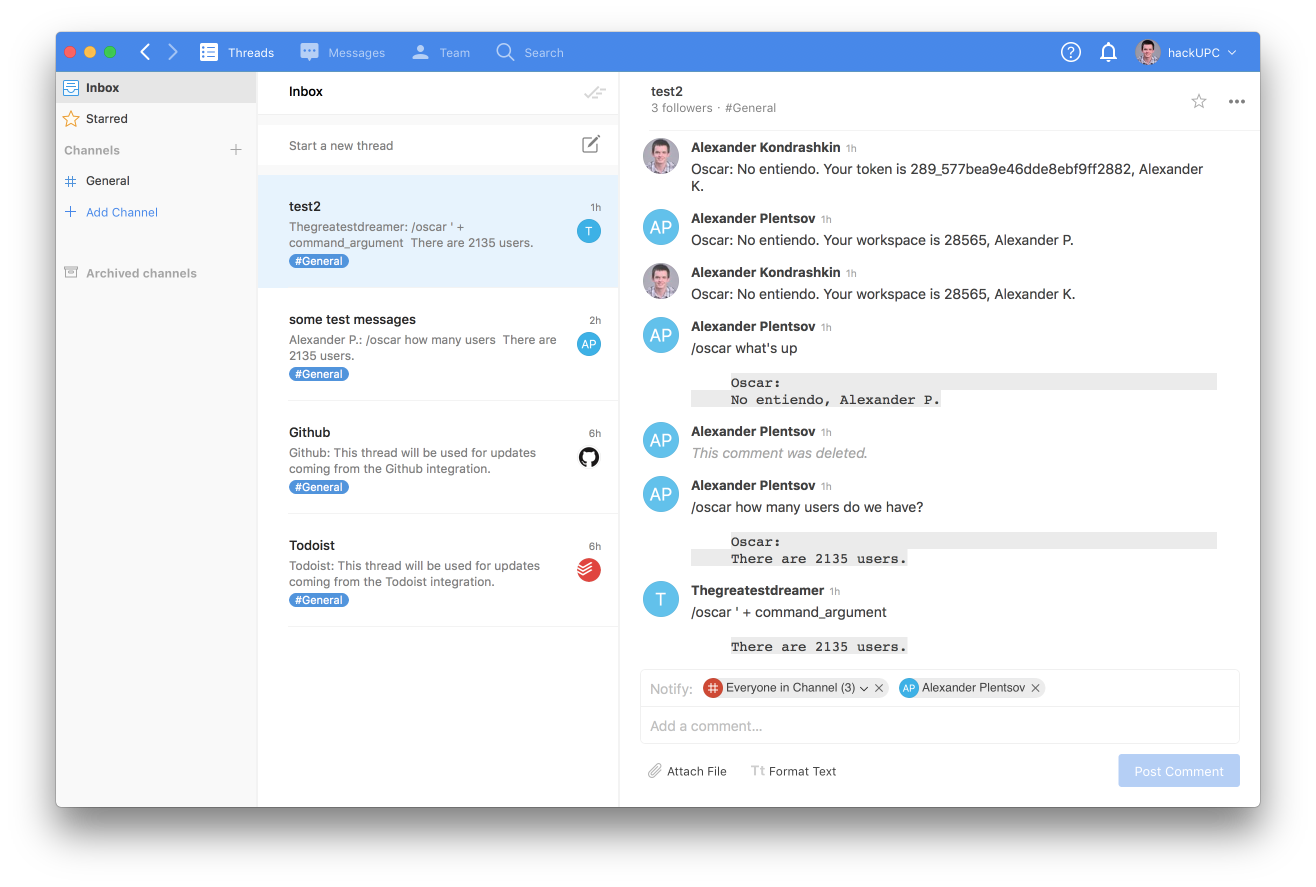 Threads
Messages
Team
Search
hackUPC
Inbox
Starred
Channels
General
Add Channel
Archived channels
Inbox
Start a new thread
test2
1h
Thegreatestdreamer: /oscar ' +
command_argument  There are 2135 users.
T
#General
some test messages
2h
Alexander P.: /oscar how many users  There are
2135 users.
AP
#General
Github
6h
Github: This thread will be used for updates
coming from the Github integration.
#General
Todoist
6h
Todoist: This thread will be used for updates
coming from the Todoist integration.
#General
test2
3 followers · #General
Alexander Kondrashkin 1h
Oscar: No entiendo. Your token is 289_577bea9e46dde8ebf9ff2882, Alexander
K.
AP
Alexander Plentsov 1h
Oscar: No entiendo. Your workspace is 28565, Alexander P.
Alexander Kondrashkin 1h
Oscar: No entiendo. Your workspace is 28565, Alexander K.
AP
Alexander Plentsov 1h
/oscar what's up
Oscar:
No entiendo, Alexander P.
AP
Alexander Plentsov 1h
This comment was deleted.
AP
Alexander Plentsov 1h
/oscar how many users do we have?
Oscar:
There are 2135 users.
T
Thegreatestdreamer 1h
/oscar ' + command_argument
There are 2135 users.
Notify: # Everyone in Channel (3) AP Alexander Plentsov
Add a comment...
Attach File
Tt Format Text
Post Comment